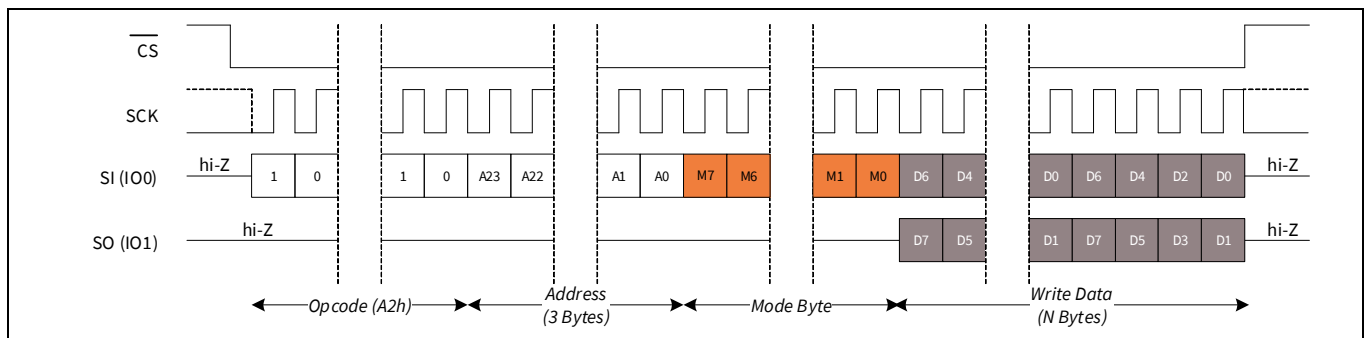 CS
SCK
SI (IO0) hi-Z 1 0 1 0 A23 A22 A1 A0 M7 M6 M1 M0 D6 D4 D0 D6 D4 D2 D0 hi-Z
SO (IO1) hi-Z D7 D5 D1 D7 D5 D3 D1 hi-Z
Opcode (A2h) Address (3 Bytes) Mode Byte Write Data (N Bytes)